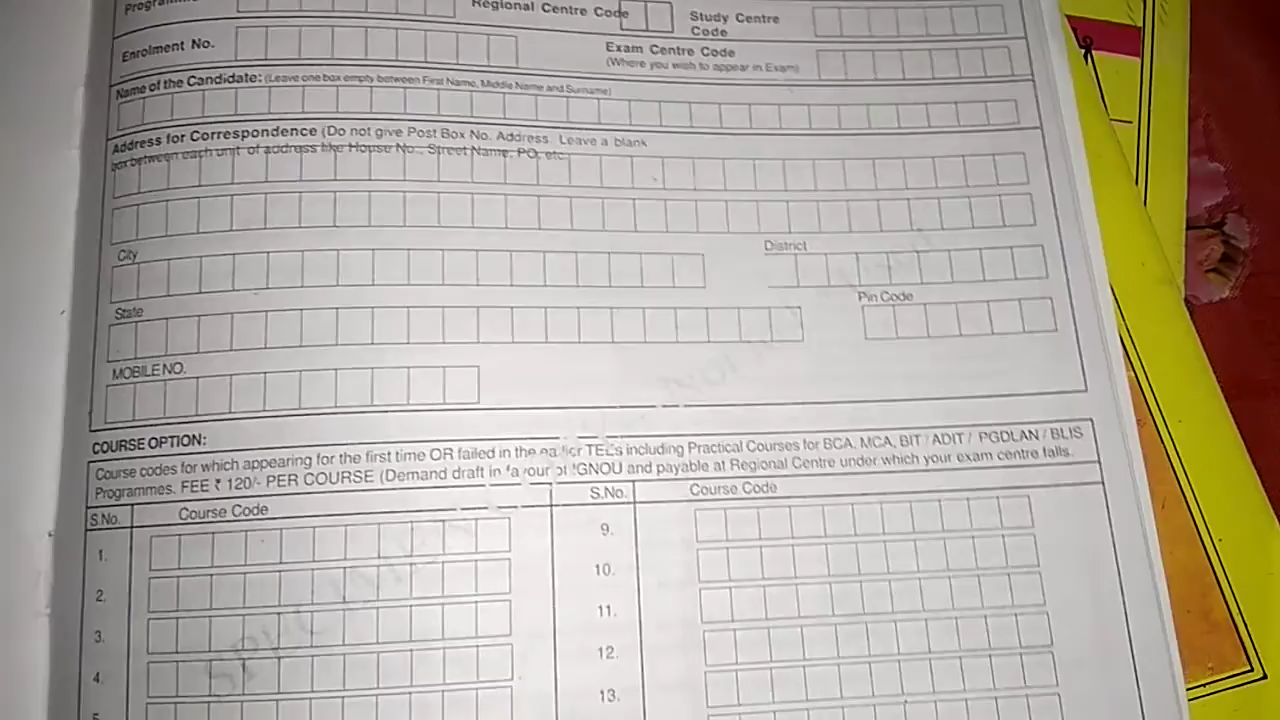 Regional Centre Code
Study Centre
Code
Enrolment No.
Exam Centre Code
(Where you wish to appear in Exam)
Name of the Candidate: (Leave one box empty between First Name, Middle Name and Surname)
Address for Correspondence (Do not give Post Box No. Address. Leave a blank
box between each unit of address like House No., Street Name, PO, etc.
City
District
State
Pin Code
MOBILE NO.
COURSE OPTION:
Course codes for which appearing for the first time OR failed in the earlier TEEs including Practical Courses for BCA, MCA, BIT / ADIT / PGDLAN / BLIS
Programmes. FEE ₹ 120/- PER COURSE (Demand draft in favour of IGNOU and payable at Regional Centre under which your exam centre falls.
S.No. Course Code S.No. Course Code
1. 9.
2. 10.
3. 11.
4. 12.
5. 13.
SPECIMEN